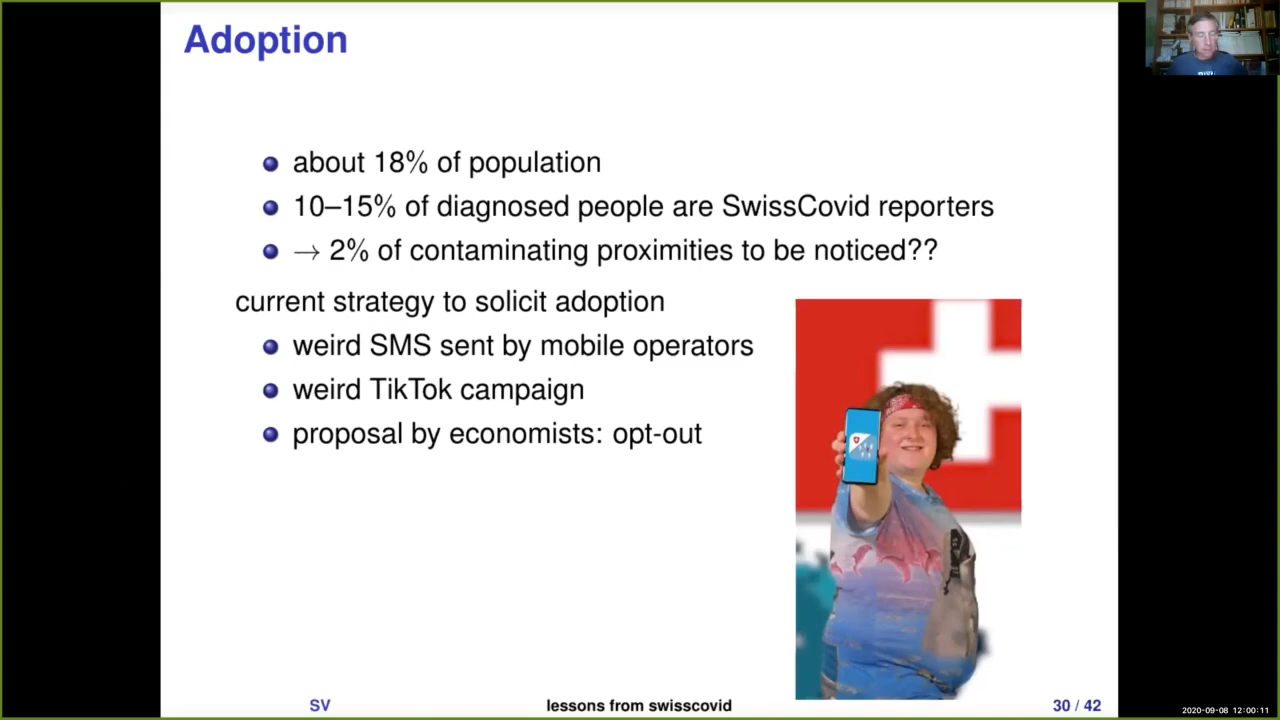 Adoption
about 18% of population
10–15% of diagnosed people are SwissCovid reporters
→ 2% of contaminating proximities to be noticed??
current strategy to solicit adoption
weird SMS sent by mobile operators
weird TikTok campaign
proposal by economists: opt-out
SV lessons from swisscovid 30 / 42
2020-09-08 12:00:11